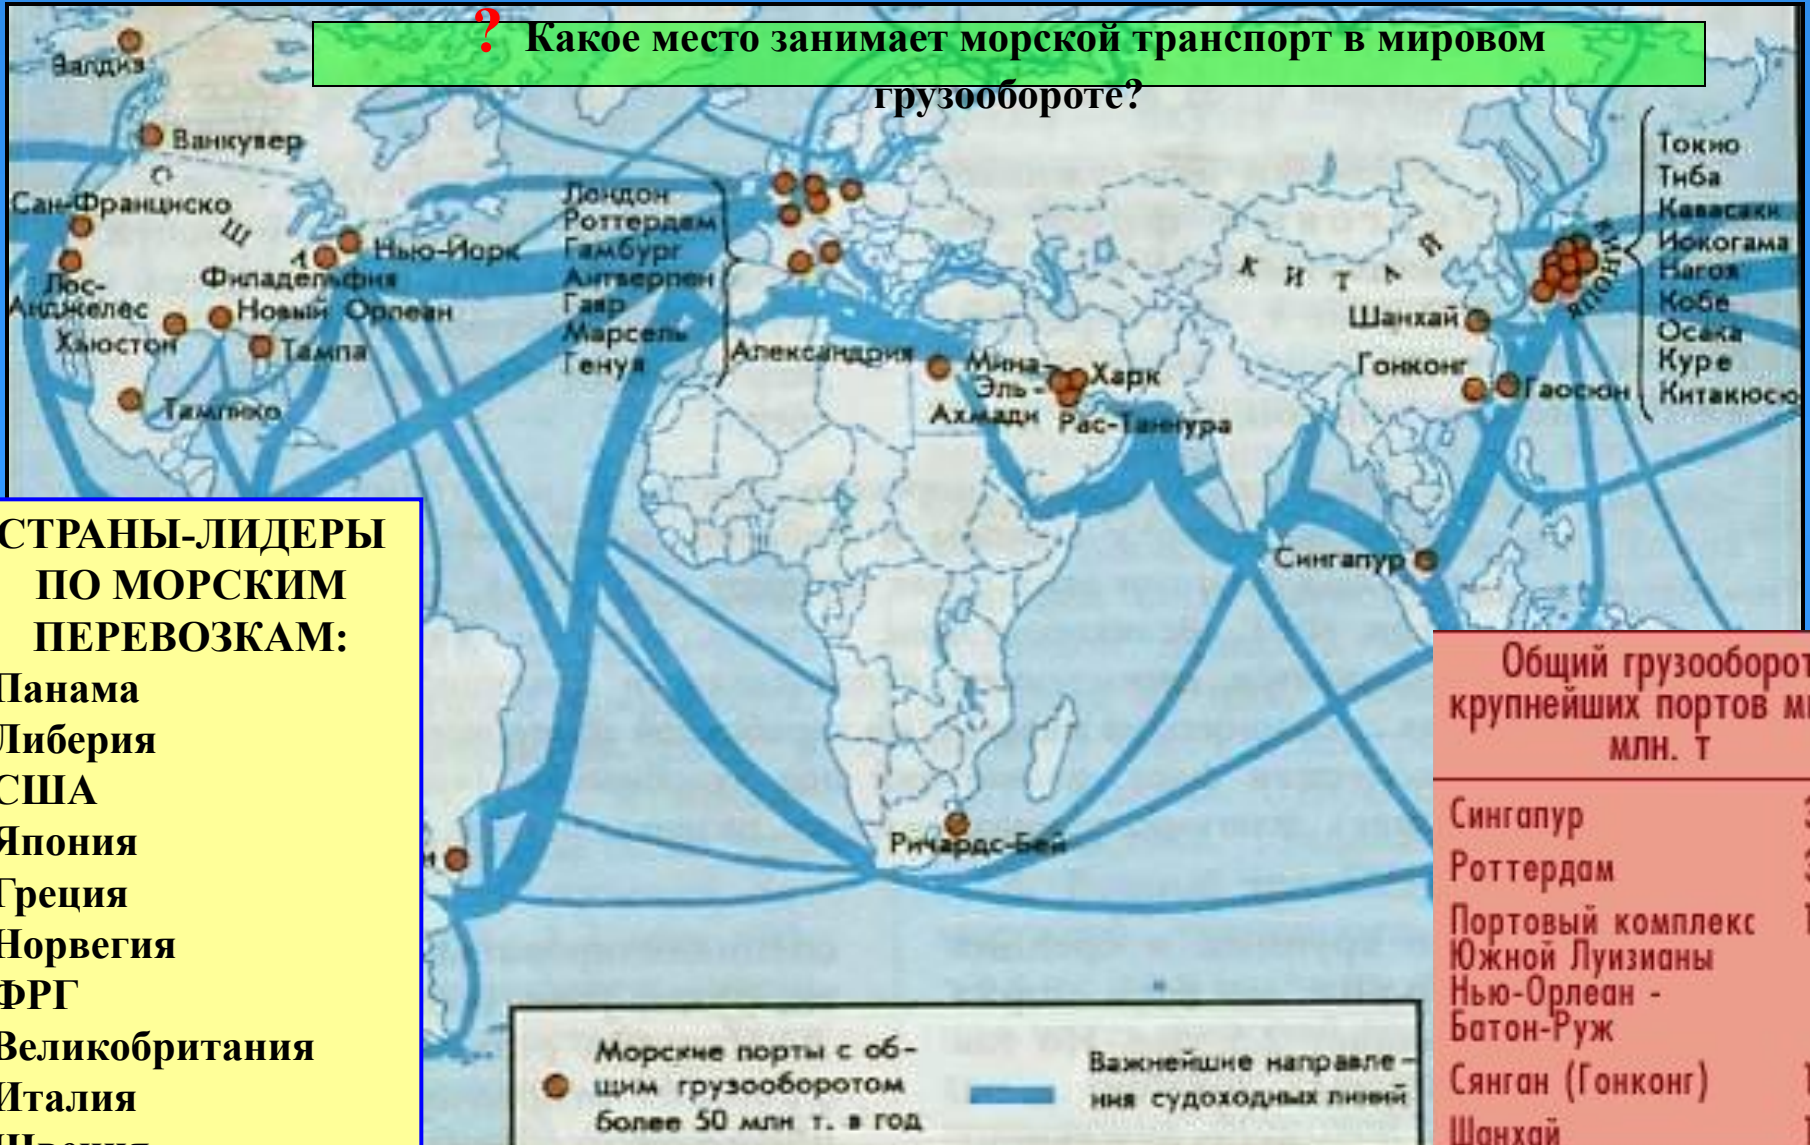 ? Какое место занимает морской транспорт в мировом
грузообороте?
Валдиз
Ванкувер
Сан-Франциско
С Ш А
Нью-Йорк
Филадельфия
Лос-
Анджелес
Новый Орлеан
Хьюстон
Тампа
Тампико
Лондон
Роттердам
Гамбург
Антверпен
Гавр
Марсель
Генуя
Александрия
Мина-
Эль-
Ахмади
Харк
Рас-Таннура
К И Т А Й
Шанхай
Гонконг
Гаосюн
ЯПОНИЯ
Токио
Тиба
Кавасаки
Иокогама
Нагоя
Кобе
Осака
Куре
Китакюсю
Сингапур
Ричардс-Бей
СТРАНЫ-ЛИДЕРЫ
ПО МОРСКИМ
ПЕРЕВОЗКАМ:
Панама
Либерия
США
Япония
Греция
Норвегия
ФРГ
Великобритания
Италия
Морские порты с об-
щим грузооборотом
более 50 млн т. в год
Важнейшие направле-
ния судоходных линий
Общий грузооборот
крупнейших портов
млн. т
Сингапур
Роттердам
Портовый комплекс
Южной Луизианы
Нью-Орлеан -
Батон-Руж
Сянган (Гонконг)
Шанхай